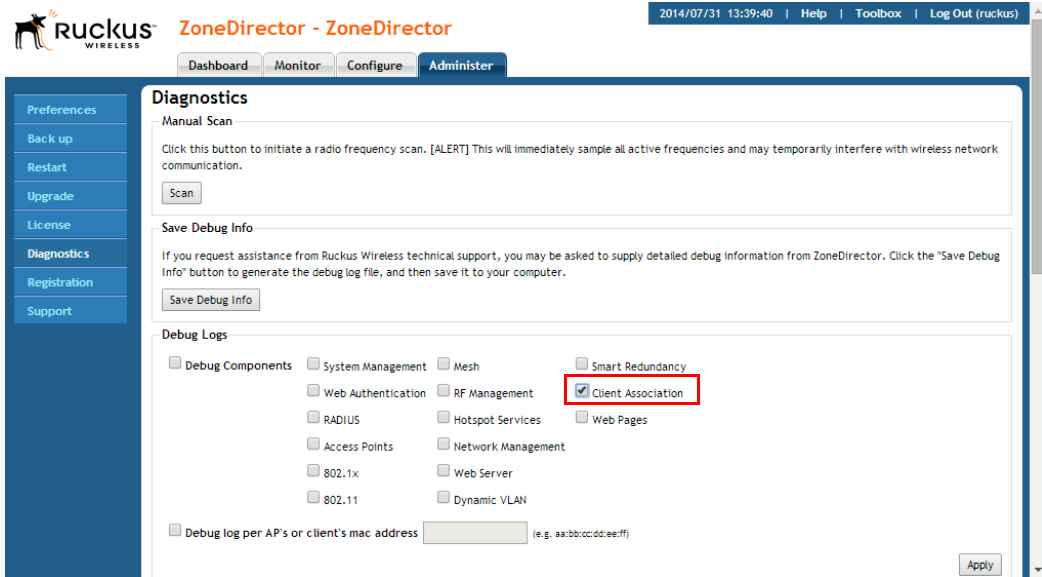 2014/07/31 13:39:40 | Help | Toolbox | Log Out (ruckus)
Ruckus
WIRELESS
ZoneDirector - ZoneDirector
Dashboard Monitor Configure Administer
Preferences
Back up
Restart
Upgrade
License
Diagnostics
Registration
Support
Diagnostics
Manual Scan
Click this button to initiate a radio frequency scan. [ALERT] This will immediately sample all active frequencies and may temporarily interfere with wireless network
communication.
Scan
Save Debug Info
If you request assistance from Ruckus Wireless technical support, you may be asked to supply detailed debug information from ZoneDirector. Click the "Save Debug
Info" button to generate the debug log file, and then save it to your computer.
Save Debug Info
Debug Logs
Debug Components System Management Mesh Smart Redundancy
Web Authentication RF Management Client Association
RADIUS Hotspot Services Web Pages
Access Points Network Management
802.1x Web Server
802.11 Dynamic VLAN
Debug log per AP's or client's mac address (e.g. aa:bb:cc:dd:ee:ff)
Apply